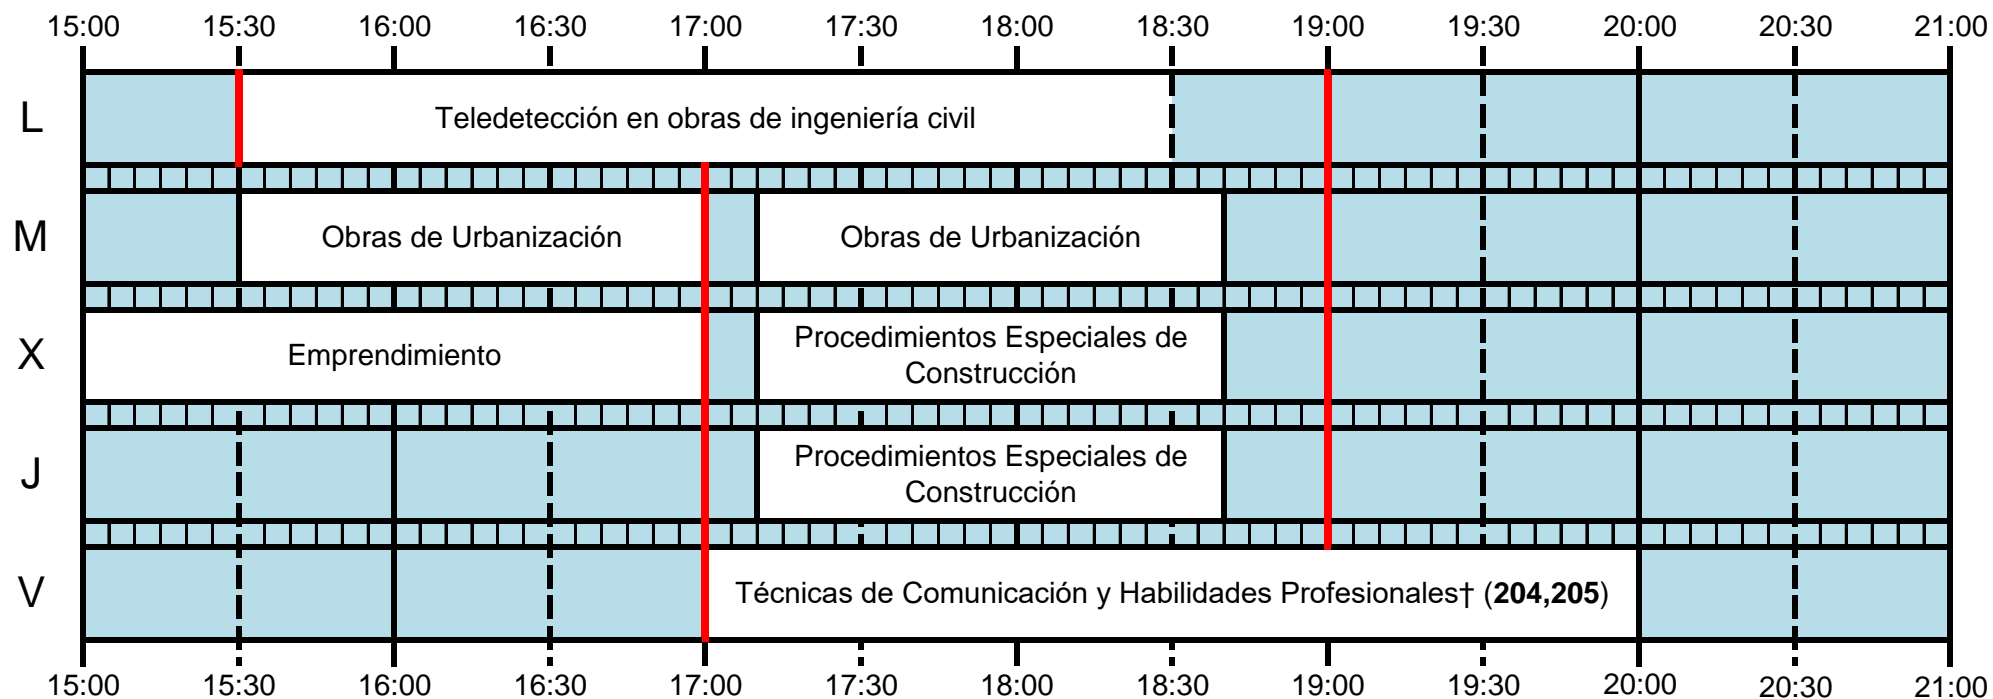 15:00 15:30 16:00 16:30 17:00 17:30 18:00 18:30 19:00 19:30 20:00 20:30 21:00
L
Teledetección en obras de ingeniería civil
M
Obras de Urbanización
Obras de Urbanización
X
Emprendimiento
Procedimientos Especiales de
Construcción
J
Procedimientos Especiales de
Construcción
V
Técnicas de Comunicación y Habilidades Profesionales† (204,205)
15:00 15:30 16:00 16:30 17:00 17:30 18:00 18:30 19:00 19:30 20:00 20:30 21:00